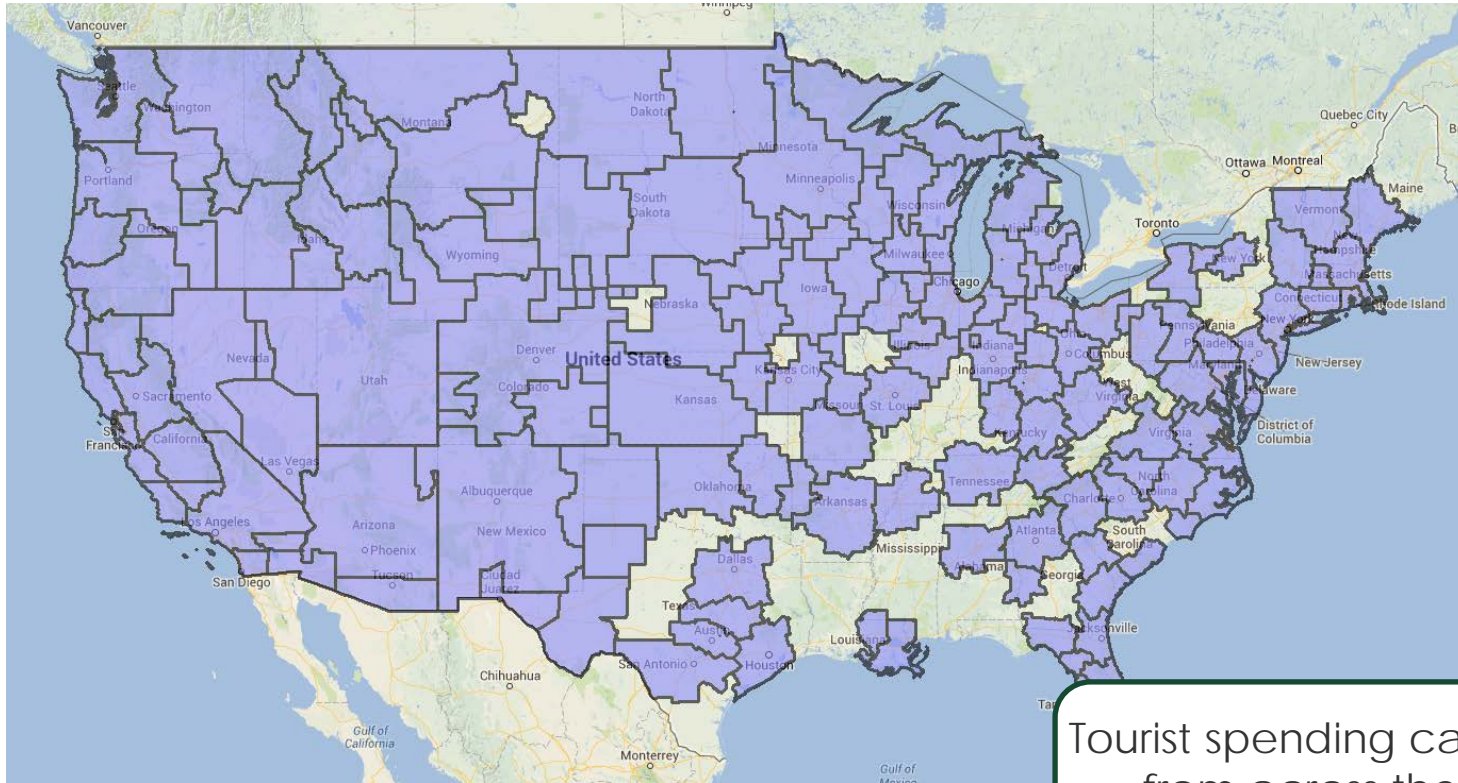 Winnipeg
Vancouver
Seattle
Washington
Montana
North
Dakota
Quebec City
Minnesota
Ottawa
Montreal
Maine
Portland
Minneapolis
South
Dakota
Wisconsin
Vermont
Toronto
Oregon
Idaho
Michigan
New
Hampshire
Wyoming
Milwaukee
New York
Detroit
Massachusetts
Chicago
Iowa
Nebraska
Connecticut
Rhode Island
Pennsylvania
New York
Ohio
Nevada
Denver
United States
Illinois
Indiana
Columbus
Philadelphia
Maryland
New Jersey
Utah
Indianapolis
Kansas City
West
Virginia
Delaware
Sacramento
Colorado
Kansas
Missouri
St. Louis
San
Francisco
California
Kentucky
Virginia
District of
Columbia
Las Vegas
Oklahoma
Tennessee
North
Carolina
Albuquerque
Arkansas
Charlotte
Los Angeles
Arizona
New Mexico
Atlanta
South
Carolina
Phoenix
Mississippi
Dallas
Alabama
Georgia
San Diego
Tucson
Ciudad
Juarez
Texas
Jacksonville
Austin
Louisiana
San Antonio
Houston
Chihuahua
Gulf of
California
Monterrey
Gulf of
Mexico
Tourist spending ca
from across the